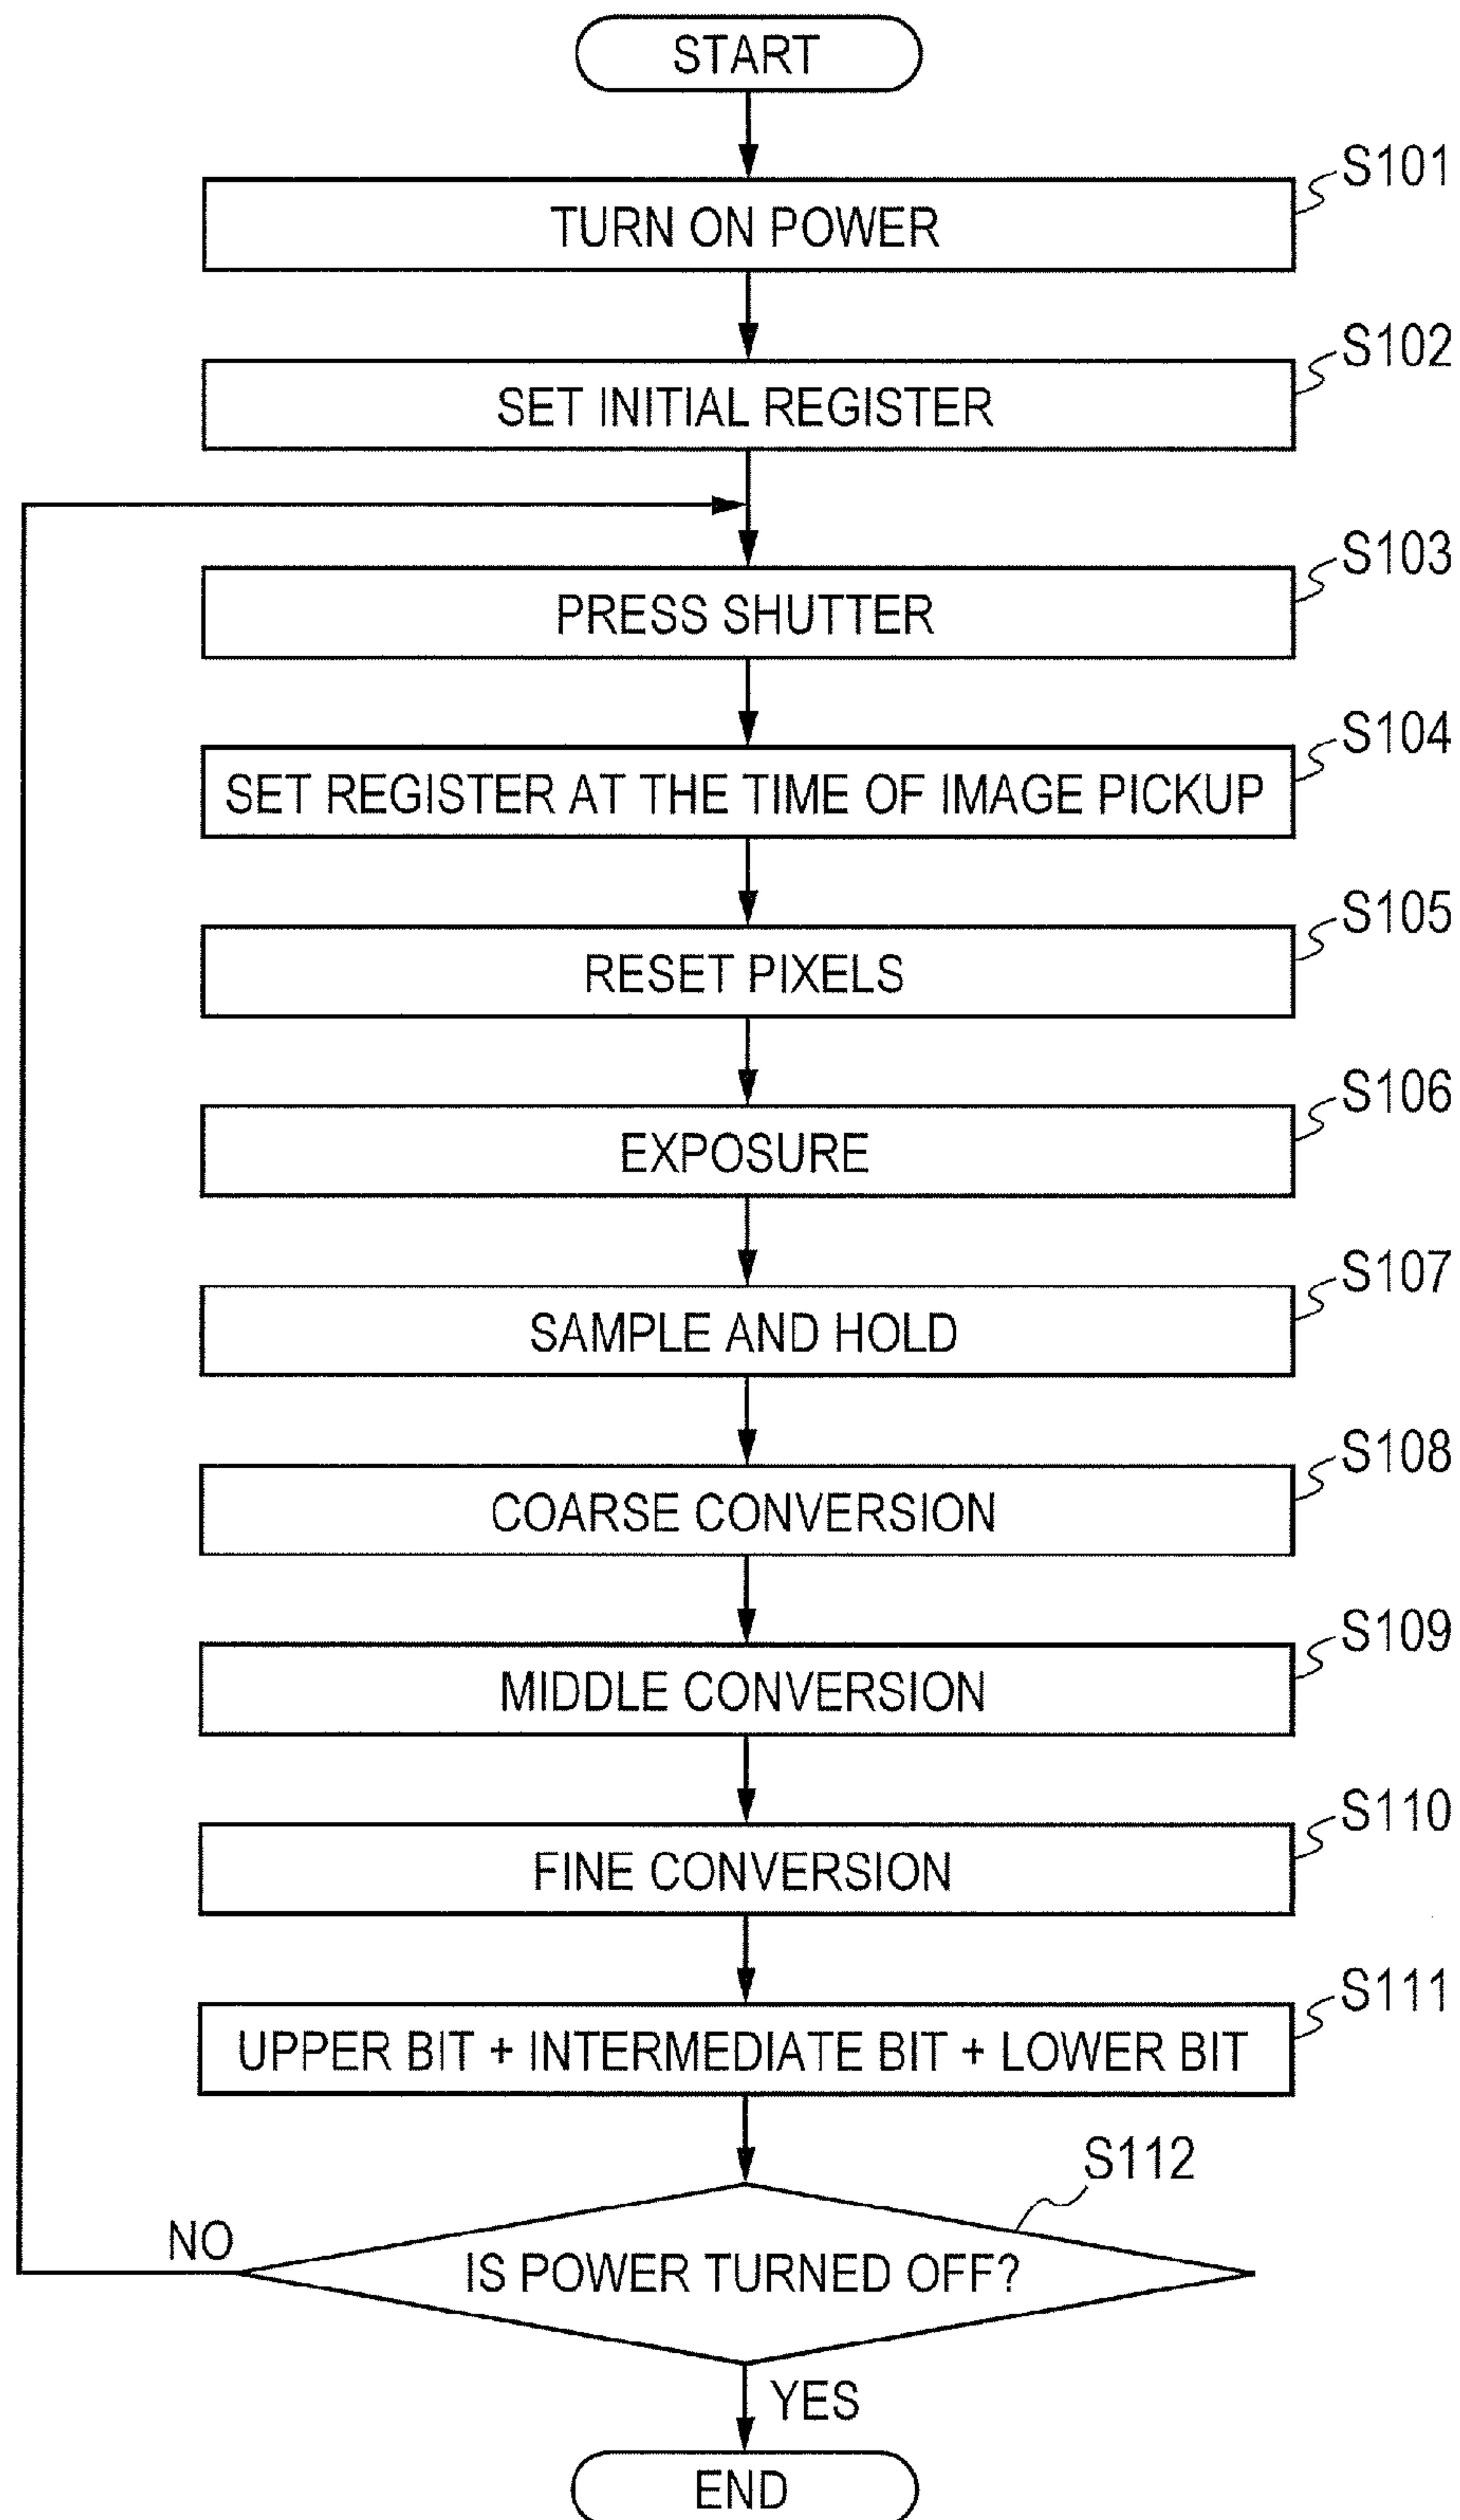 START
S101
TURN ON POWER
S102
SET INITIAL REGISTER
S103
PRESS SHUTTER
S104
SET REGISTER AT THE TIME OF IMAGE PICKUP
S105
RESET PIXELS
S106
EXPOSURE
S107
SAMPLE AND HOLD
S108
COARSE CONVERSION
S109
MIDDLE CONVERSION
S110
FINE CONVERSION
S111
UPPER BIT + INTERMEDIATE BIT + LOWER BIT
S112
NO
IS POWER TURNED OFF?
YES
END